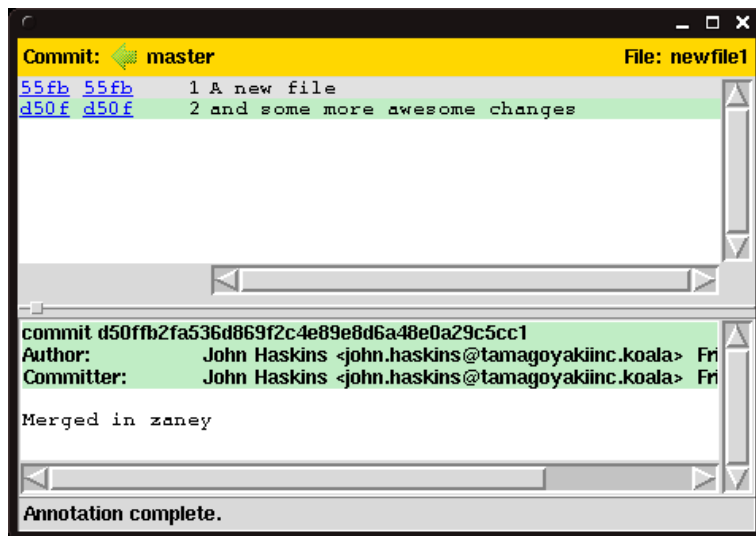 Commit: master File: newfile1
55fb 55fb 1 A new file
d50f d50f 2 and some more awesome changes
commit d50ffb2fa536d869f2c4e89e8d6a48e0a29c5cc1
Author: John Haskins <john.haskins@tamagoyakiinc.koala> Fri
Committer: John Haskins <john.haskins@tamagoyakiinc.koala> Fri
Merged in zaney
Annotation complete.